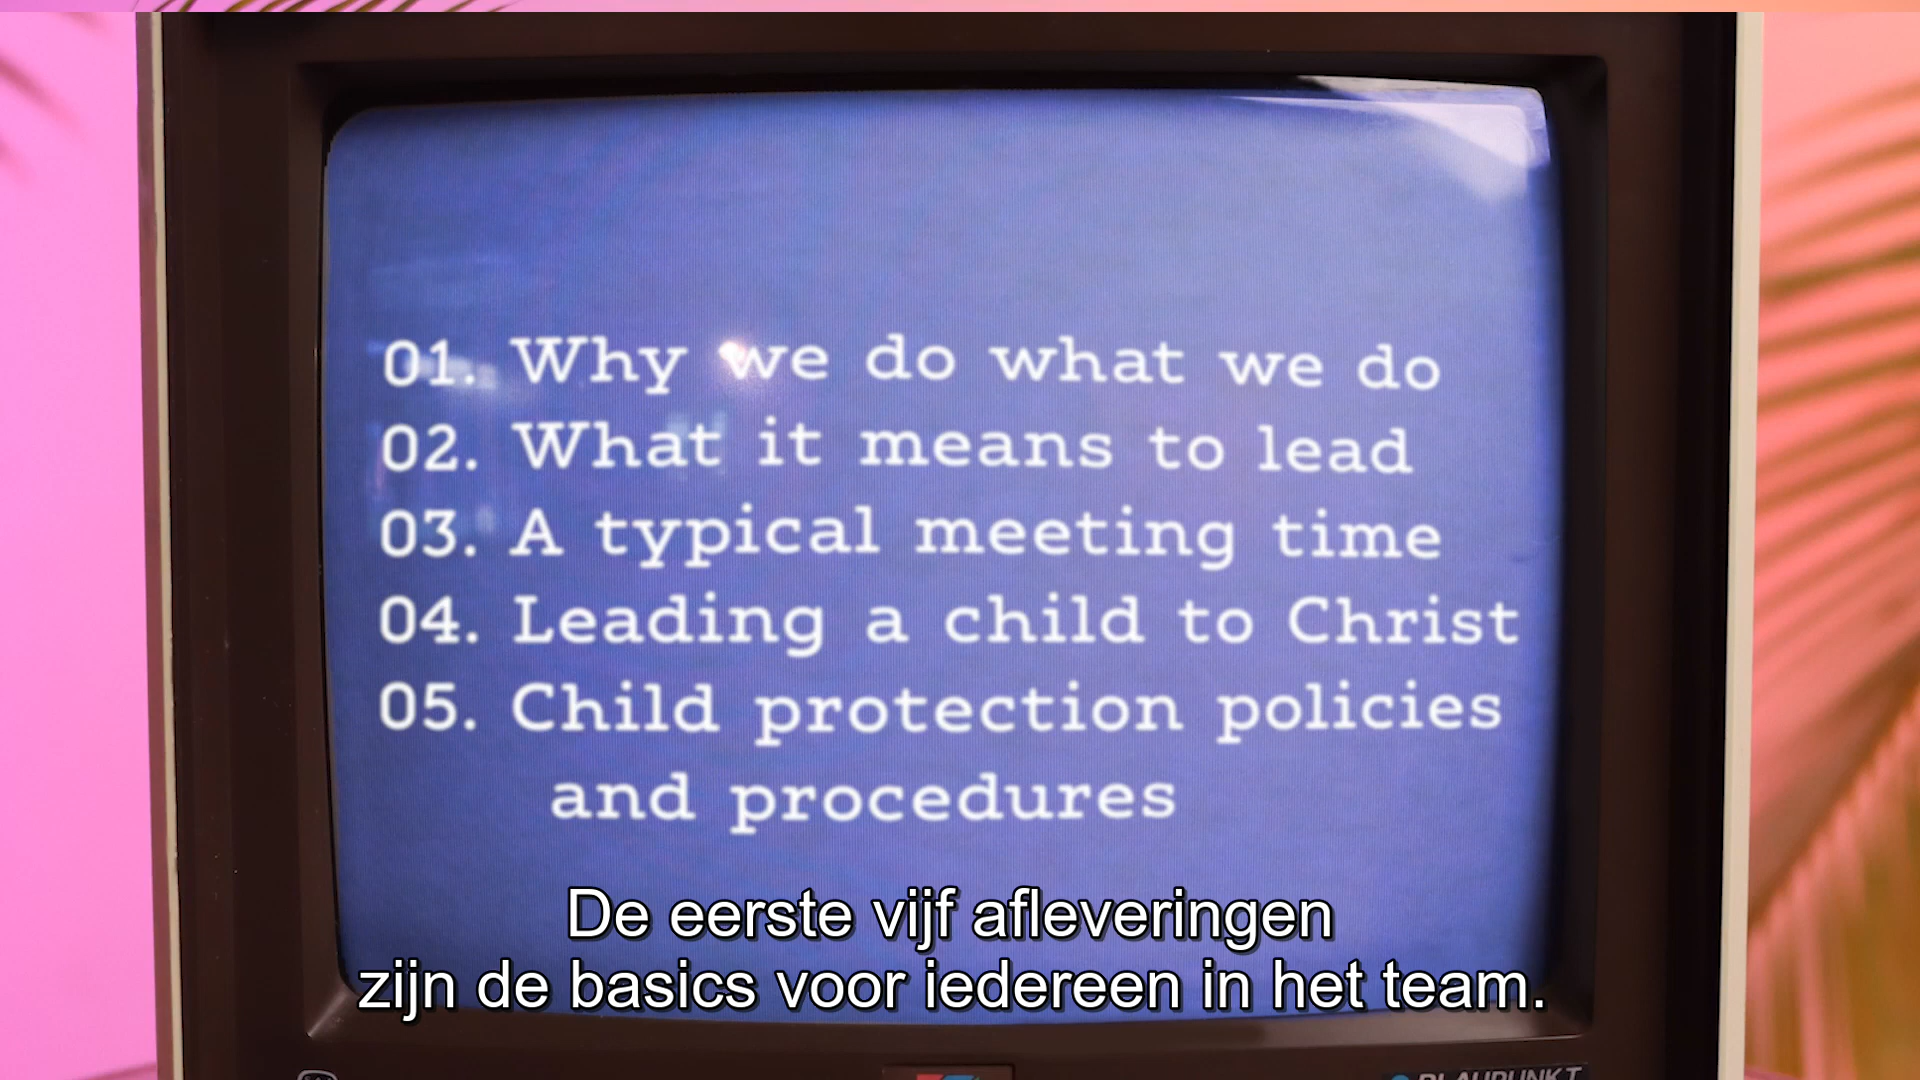 01. Why we do what we do
02. What it means to lead
03. A typical meeting time
04. Leading a child to Christ
05. Child protection policies
and procedures
De eerste vijf afleveringen
zijn de basics voor iedereen in het team.
BLAUPUNKT